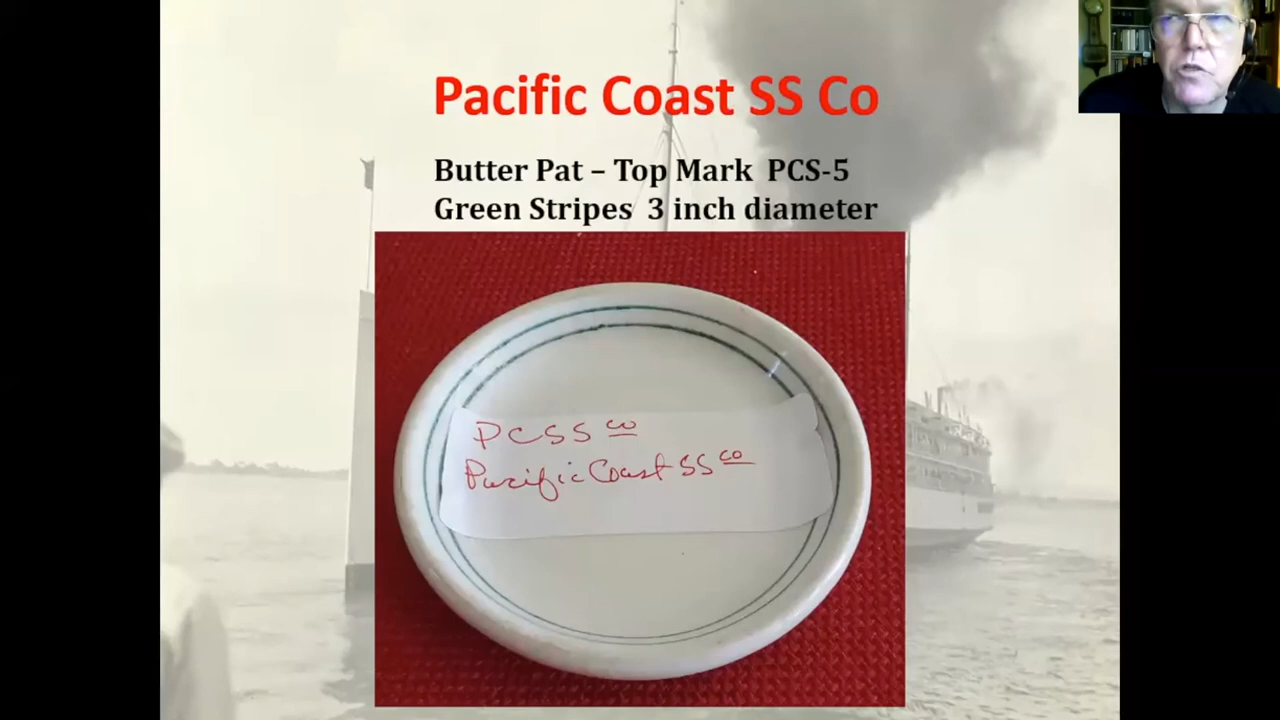 Pacific Coast SS Co
Butter Pat – Top Mark PCS-5
Green Stripes 3 inch diameter
PCSS co
Pacific Coast SS co